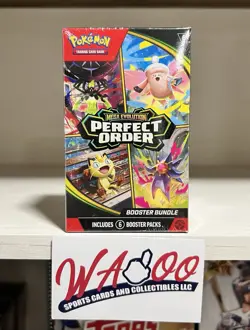 POKÉMON
TRADING CARD GAME
MEGA EVOLUTION
PERFECT ORDER
BOOSTER BUNDLE
INCLUDES 6 BOOSTER PACKS
WAJOO
SPORTS CARDS AND COLLECTIBLES LLC